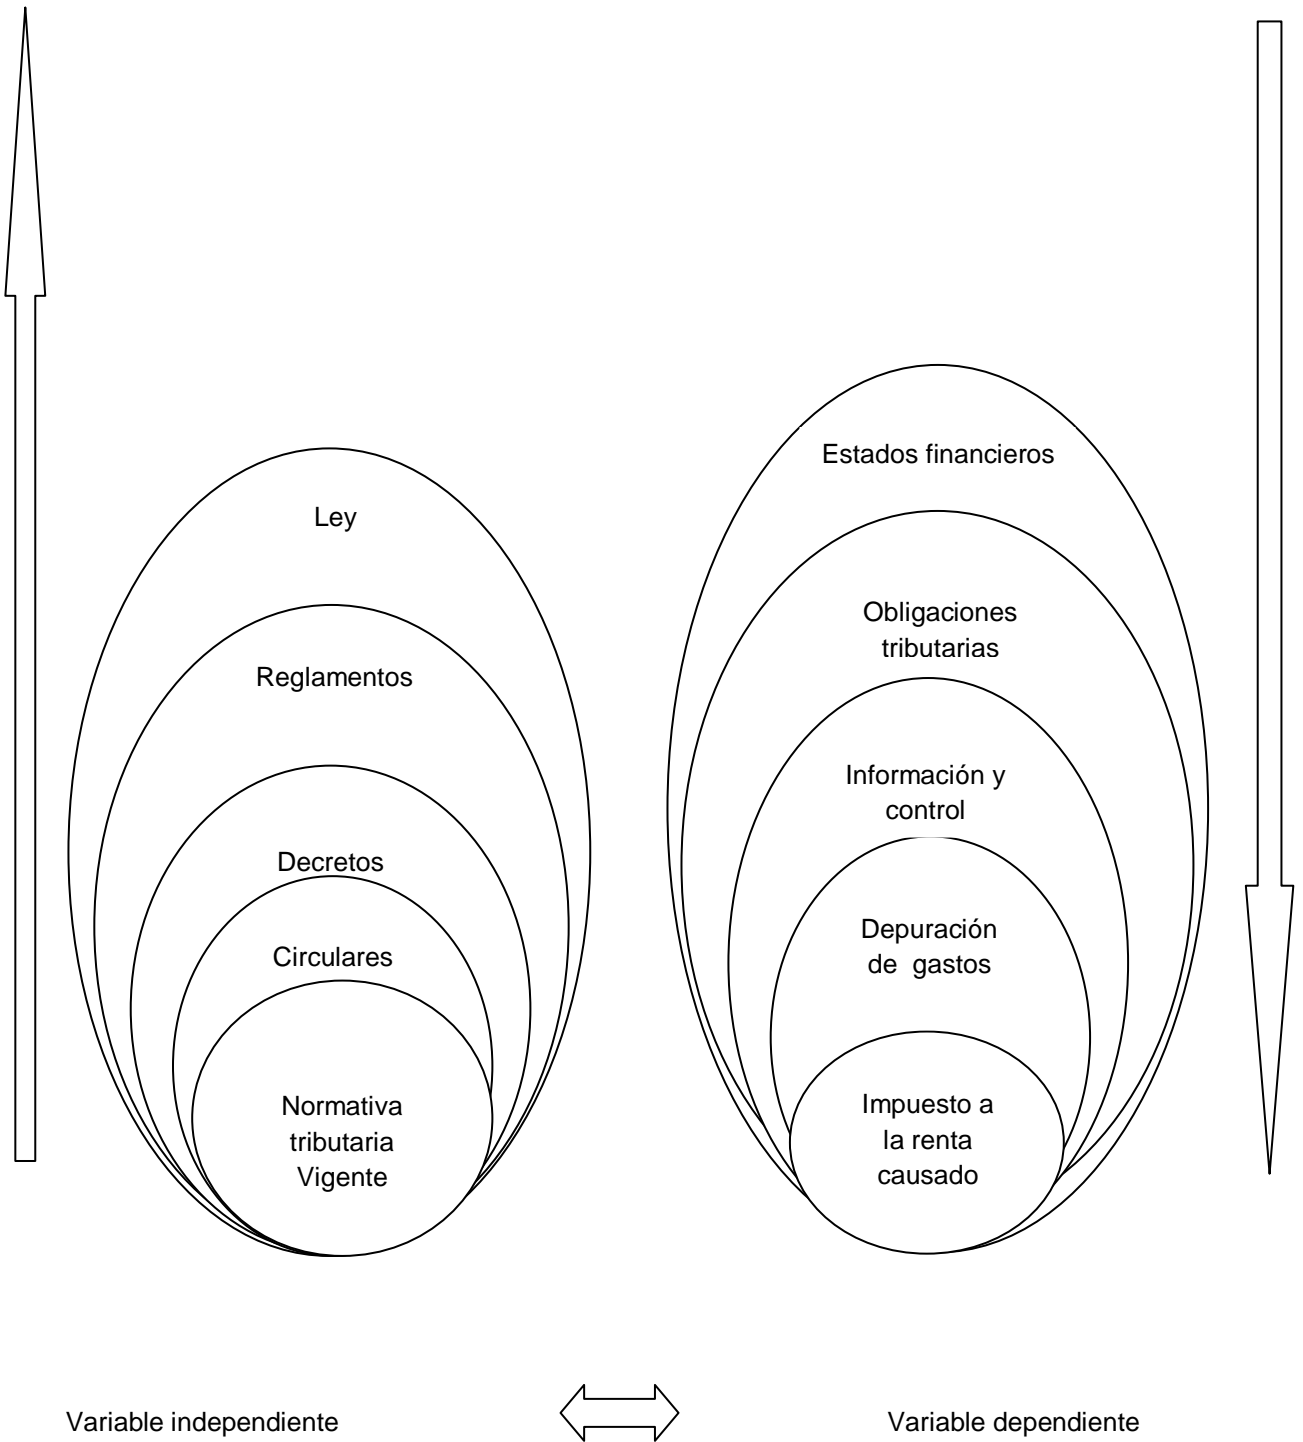 Ley
Reglamentos
Decretos
Circulares
Normativa
tributaria
Vigente
Estados financieros
Obligaciones
tributarias
Información y
control
Depuración
de gastos
Impuesto a
la renta
causado
Variable independiente
Variable dependiente